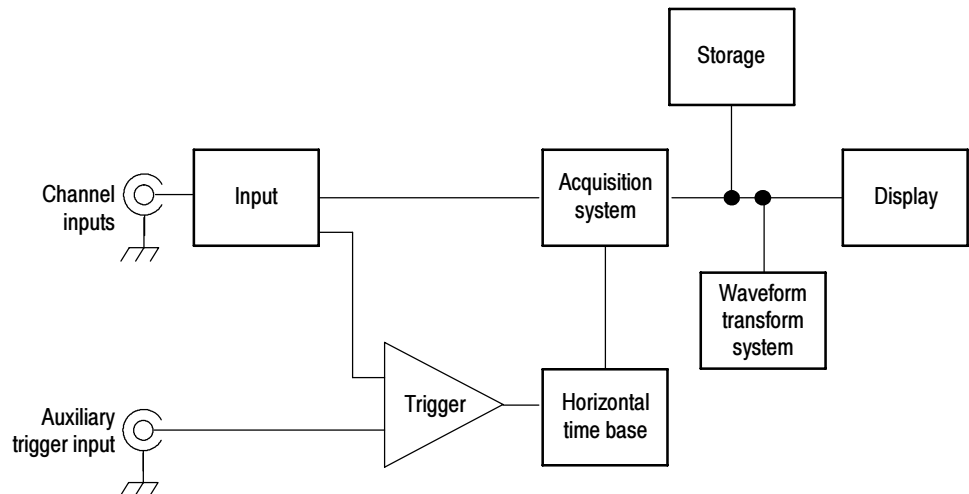 Storage
Channel
inputs
Input
Acquisition
system
Display
Waveform
transform
system
Auxiliary
trigger input
Trigger
Horizontal
time base